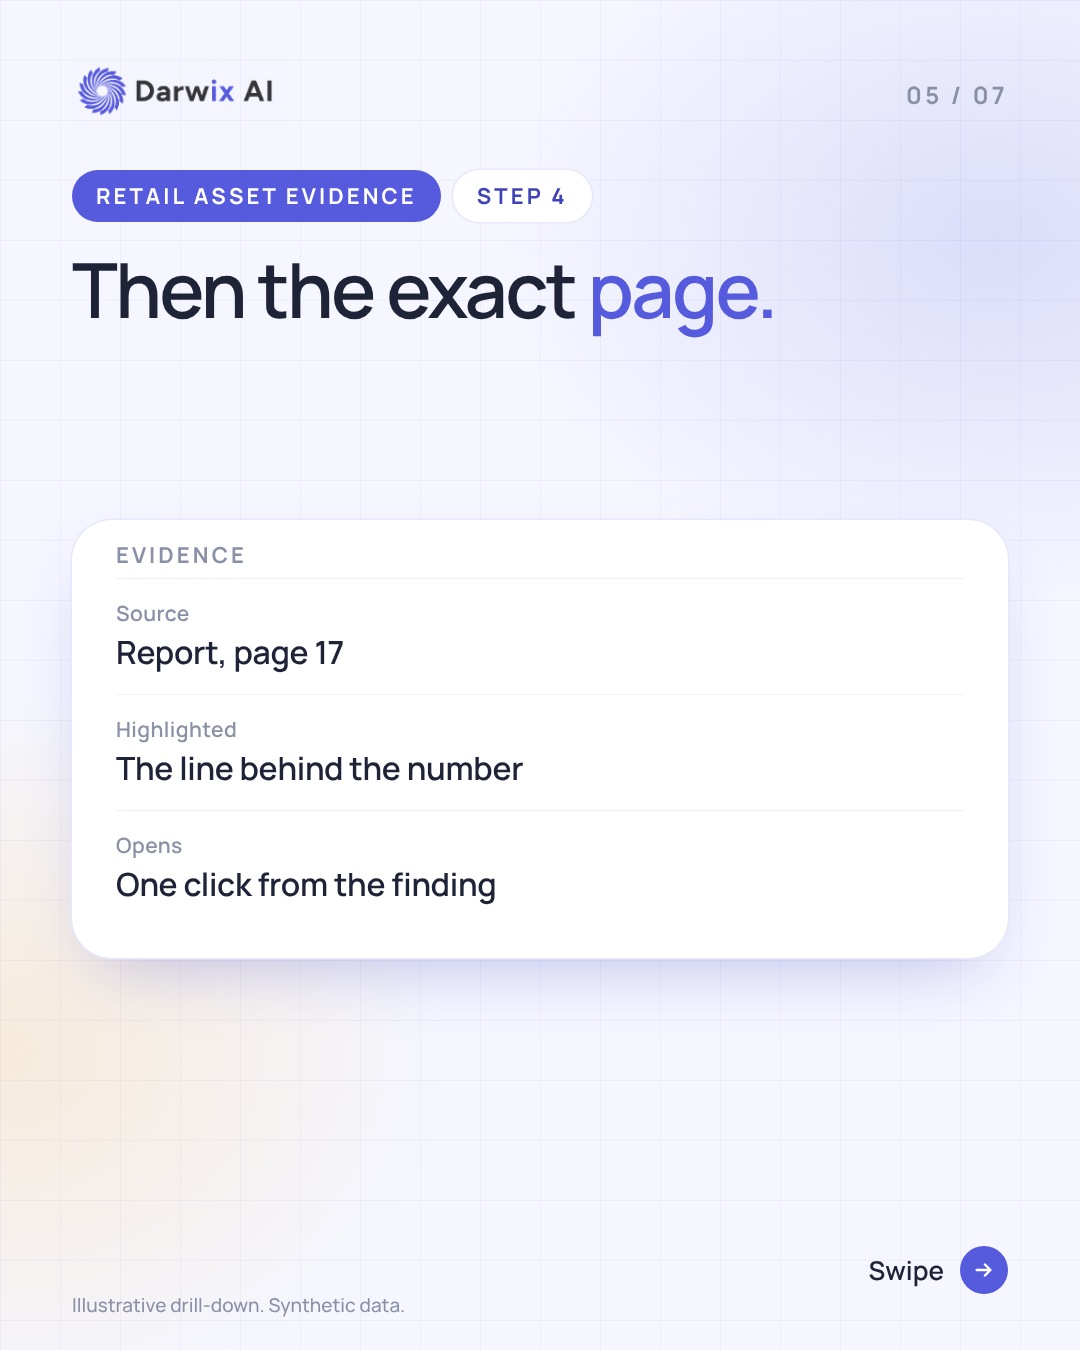 Darwix AI
05 / 07
RETAIL ASSET EVIDENCE
STEP 4
Then the exact page.
EVIDENCE
Source
Report, page 17
Highlighted
The line behind the number
Opens
One click from the finding
Swipe
Illustrative drill-down. Synthetic data.